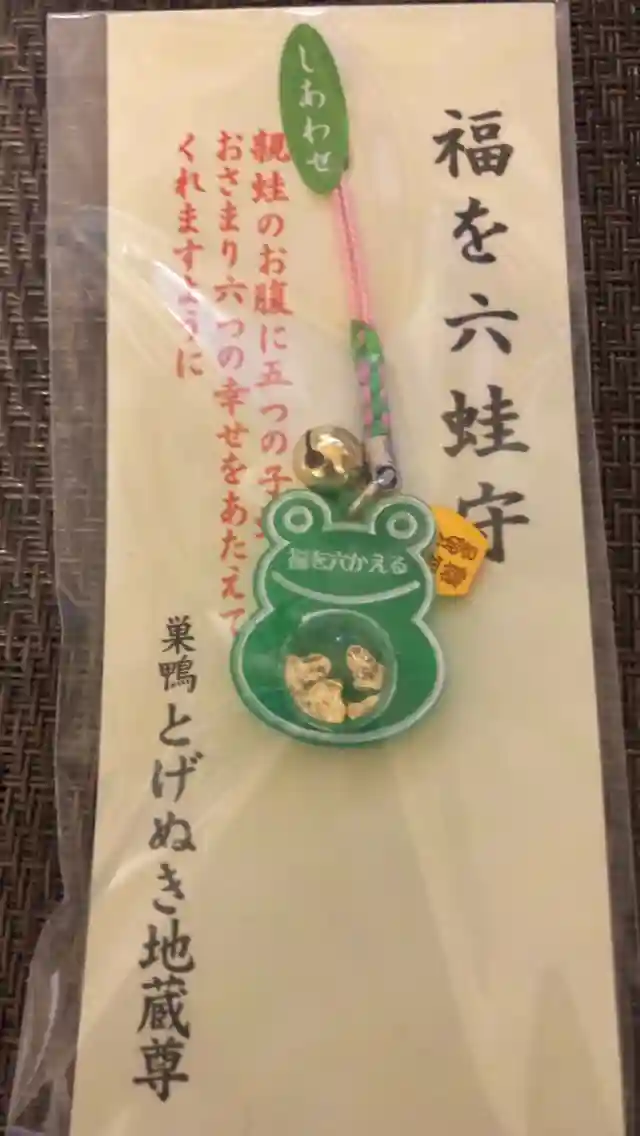 福を六蛙守
しあわせ
親蛙のお腹に五つの子
おさまり六つの幸せをあたえて
くれますように
福を六かえる
巣鴨とげぬき地蔵尊